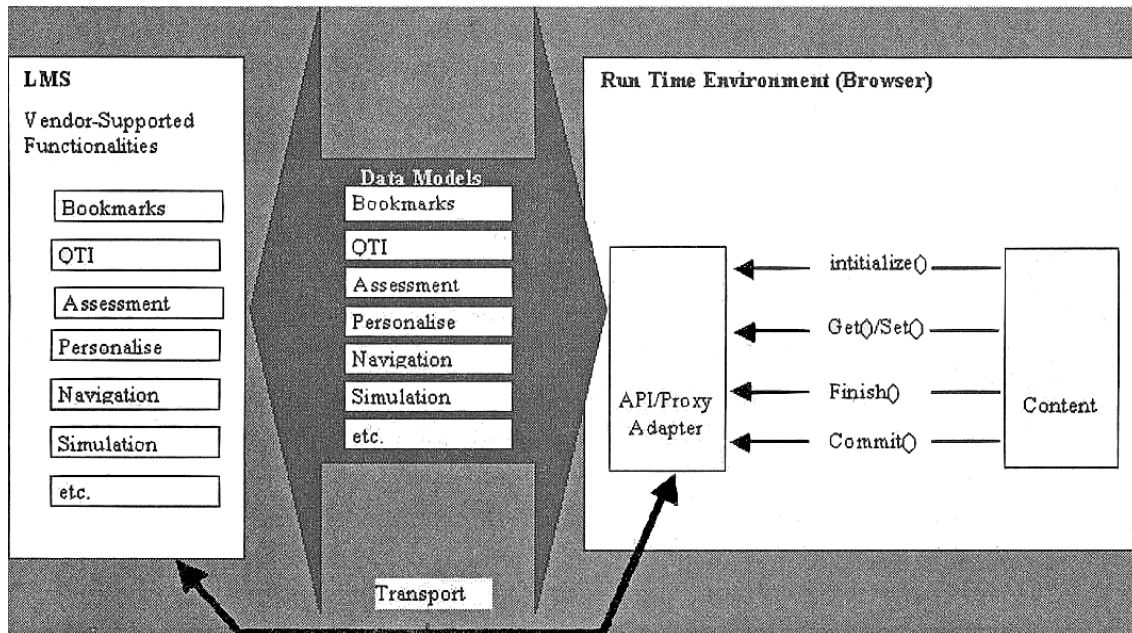 LMS
Vendor-Supported
Functionalities
Bookmarks
QTI
Assessment
Personalise
Navigation
Simulation
etc.
Data Models
Bookmarks
QTI
Assessment
Personalise
Navigation
Simulation
etc.
Transport
Run Time Environment (Browser)
API/Proxy
Adapter
intitialize()
Get()/Set()
Finish()
Commit()
Content